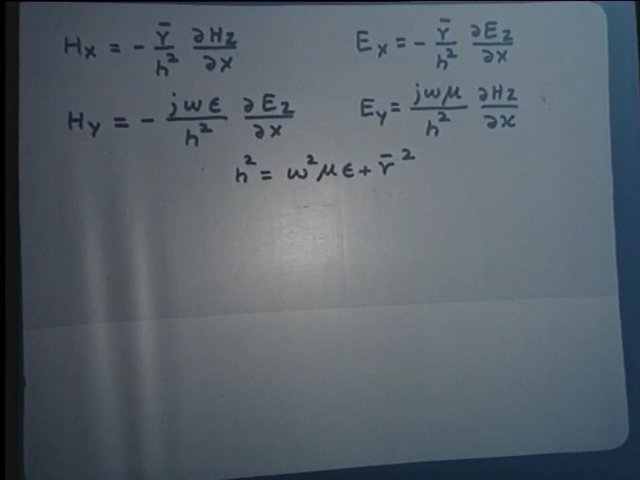 Hx = - γ̄/h² ∂Hz/∂x    Ex = - γ̄/h² ∂Ez/∂x
Hy = - jωϵ/h² ∂Ez/∂x    Ey = jωμ/h² ∂Hz/∂x
h² = ω²μϵ + γ̄²